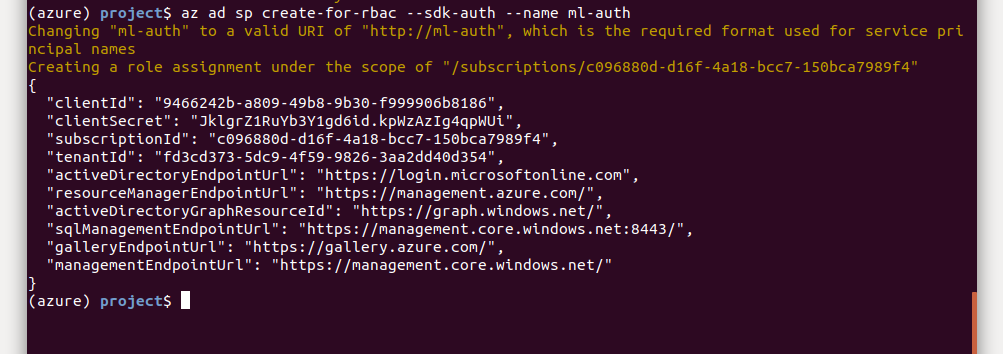 (azure) project$ az ad sp create-for-rbac --sdk-auth --name ml-auth
Changing "ml-auth" to a valid URI of "http://ml-auth", which is the required format used for service pri
ncipal names
Creating a role assignment under the scope of "/subscriptions/c096880d-d16f-4a18-bcc7-150bca7989f4"
{
  "clientId": "9466242b-a809-49b8-9b30-f999906b8186",
  "clientSecret": "JklgrZ1RuYb3Y1gd6id.kpWzAzIg4qpWUi",
  "subscriptionId": "c096880d-d16f-4a18-bcc7-150bca7989f4",
  "tenantId": "fd3cd373-5dc9-4f59-9826-3aa2dd40d354",
  "activeDirectoryEndpointUrl": "https://login.microsoftonline.com",
  "resourceManagerEndpointUrl": "https://management.azure.com/",
  "activeDirectoryGraphResourceId": "https://graph.windows.net/",
  "sqlManagementEndpointUrl": "https://management.core.windows.net:8443/",
  "galleryEndpointUrl": "https://gallery.azure.com/",
  "managementEndpointUrl": "https://management.core.windows.net/"
}
(azure) project$